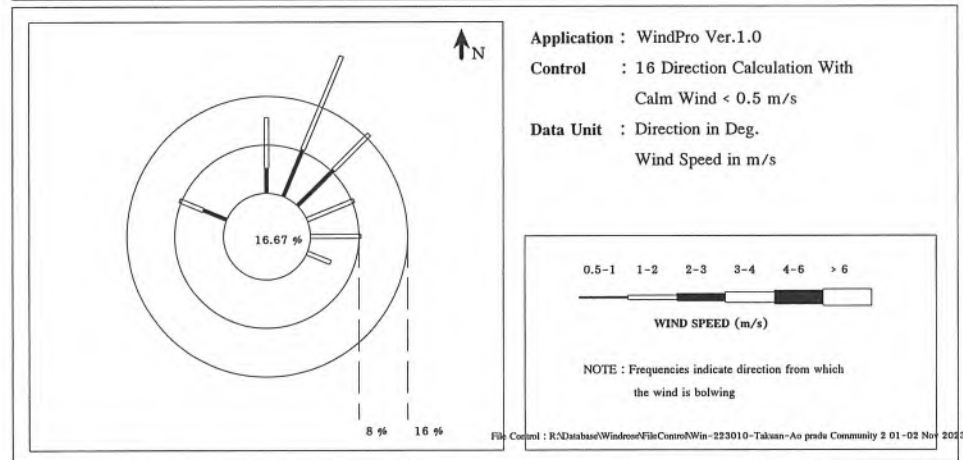 N
16.67 %
8 %
16 %
Application : WindPro Ver.1.0
Control : 16 Direction Calculation With
Calm Wind < 0.5 m/s
Data Unit : Direction in Deg.
Wind Speed in m/s
0.5-1 1-2 2-3 3-4 4-6 > 6
WIND SPEED (m/s)
NOTE : Frequencies indicate direction from which
the wind is bolwing
File Control : R:\Database\Windrose\FileControl\Win-223010-Takuan-Ao pradu Community 2 01-02 Nov 2023